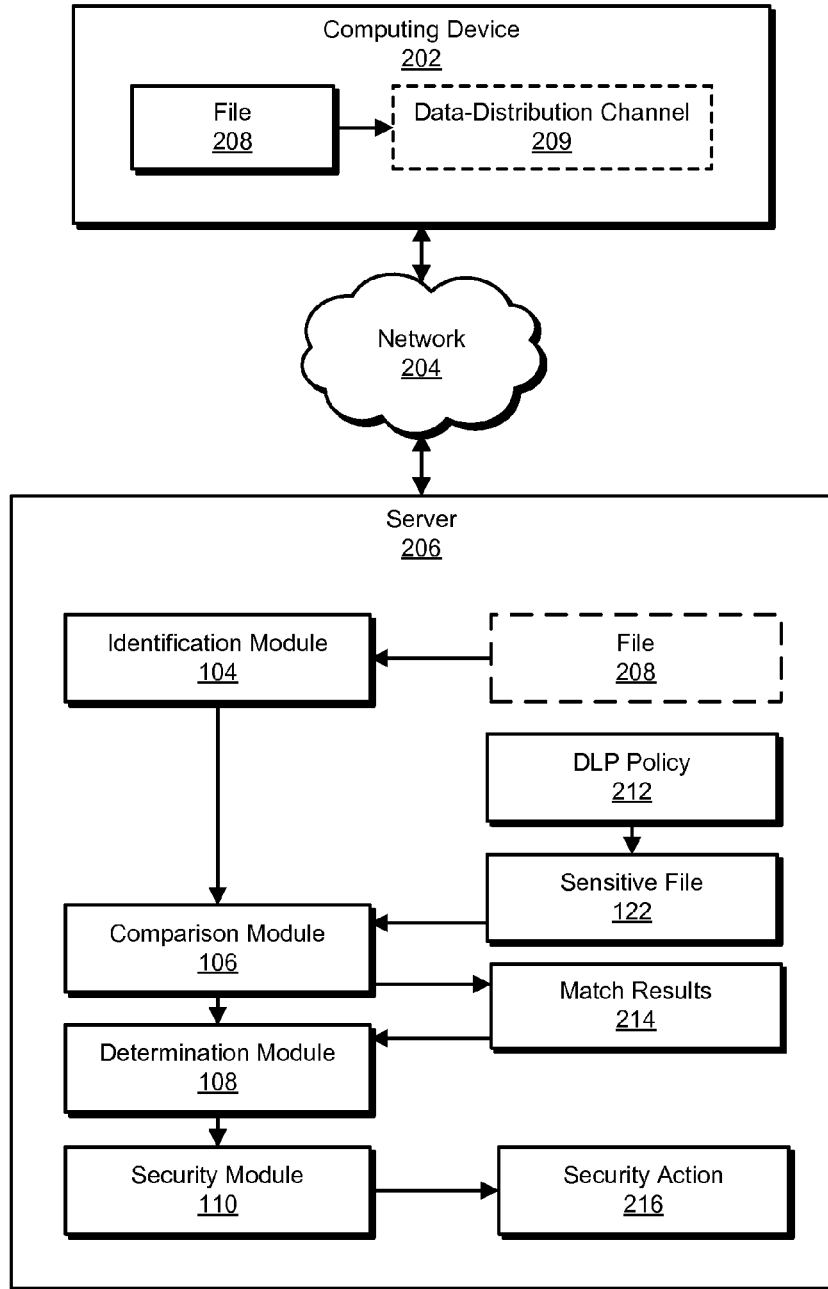 Computing Device
202
File
208
Data-Distribution Channel
209
Network
204
Server
206
Identification Module
104
File
208
DLP Policy
212
Sensitive File
122
Comparison Module
106
Match Results
214
Determination Module
108
Security Module
110
Security Action
216